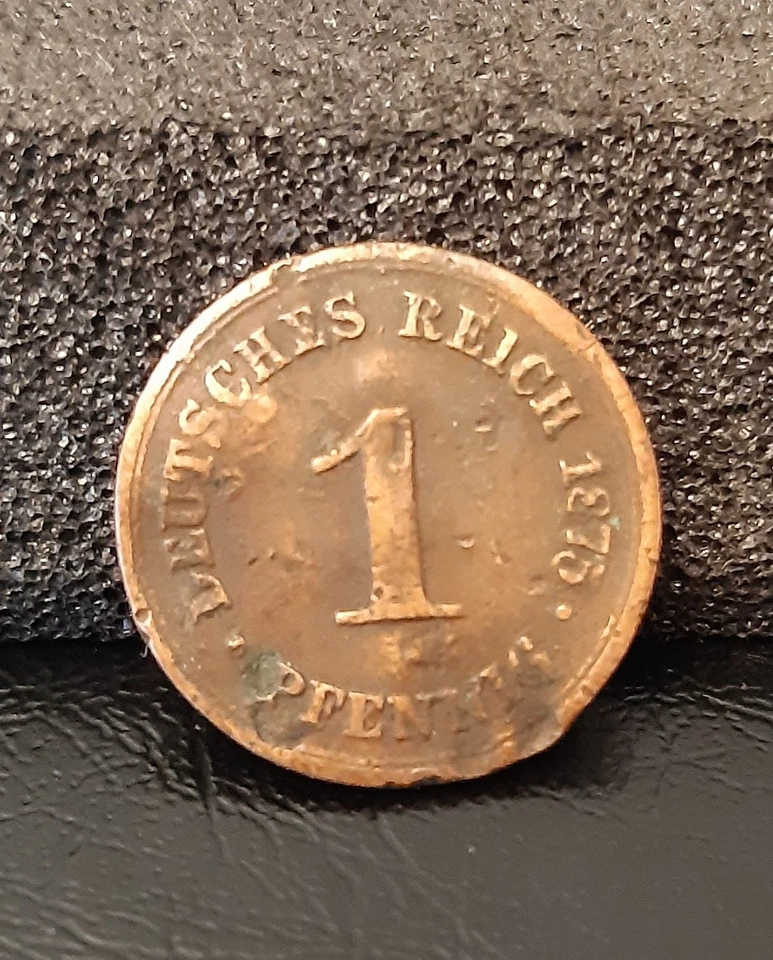 DEUTSCHES REICH 1875
1
PFENNIG